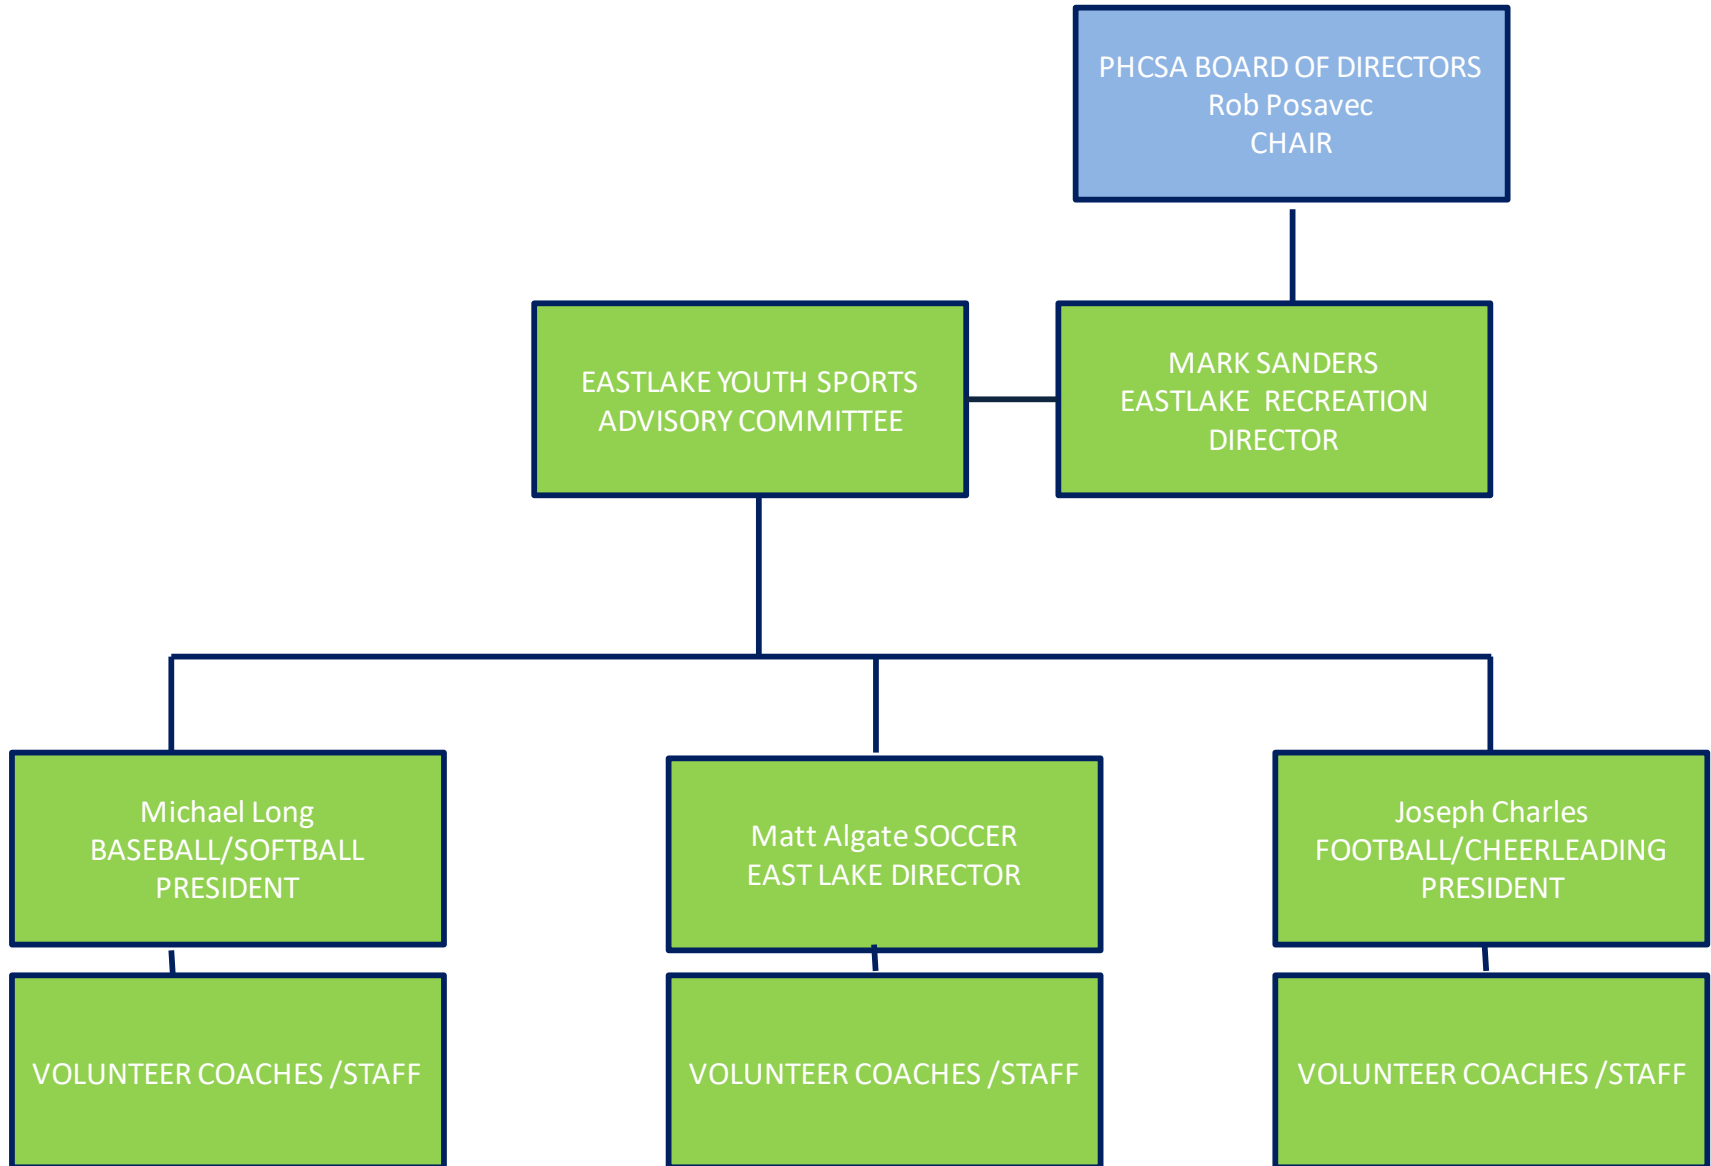 PHCSA BOARD OF DIRECTORS
Rob Posavec
CHAIR
EASTLAKE YOUTH SPORTS
ADVISORY COMMITTEE
MARK SANDERS
EASTLAKE RECREATION
DIRECTOR
Michael Long
BASEBALL/SOFTBALL
PRESIDENT
Matt Algate SOCCER
EAST LAKE DIRECTOR
Joseph Charles
FOOTBALL/CHEERLEADING
PRESIDENT
VOLUNTEER COACHES /STAFF
VOLUNTEER COACHES /STAFF
VOLUNTEER COACHES /STAFF